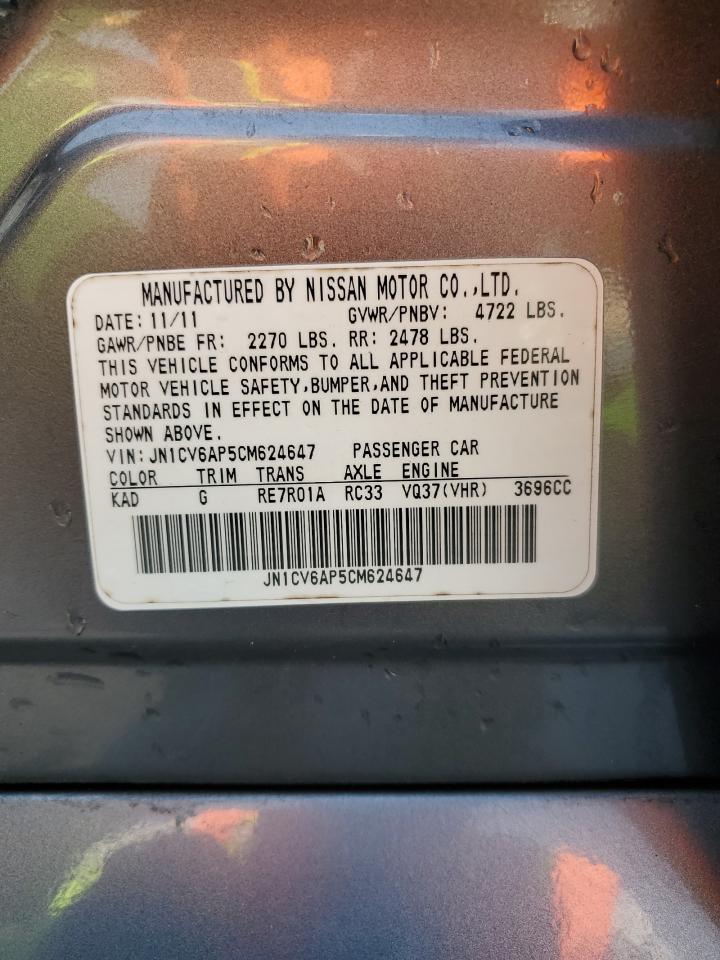 MANUFACTURED BY NISSAN MOTOR CO.,LTD.
DATE: 11/11 GVWR/PNBV: 4722 LBS.
GAWR/PNBE FR: 2270 LBS. RR: 2478 LBS.
THIS VEHICLE CONFORMS TO ALL APPLICABLE FEDERAL
MOTOR VEHICLE SAFETY,BUMPER,AND THEFT PREVENTION
STANDARDS IN EFFECT ON THE DATE OF MANUFACTURE
SHOWN ABOVE.
VIN:JN1CV6AP5CM624647 PASSENGER CAR
COLOR TRIM TRANS AXLE ENGINE
KAD G RE7R01A RC33 VQ37(VHR) 3696CC
JN1CV6AP5CM624647